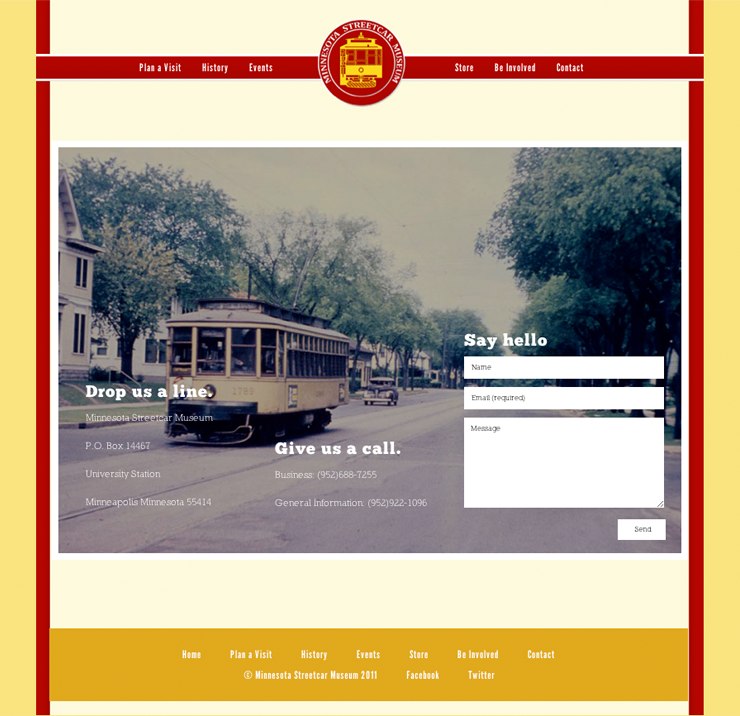 MINNESOTA STREETCAR MUSEUM
Plan a Visit History Events
Store Be Involved Contact
1789
Drop us a line.
Minnesota Streetcar Museum
P.O. Box 14467
University Station
Minneapolis Minnesota 55414
Give us a call.
Business: (952)688-7255
General Information: (952)922-1096
Say hello
Name
Email (required)
Message
Send
Home Plan a Visit History Events Store Be Involved Contact
© Minnesota Streetcar Museum 2011 Facebook Twitter